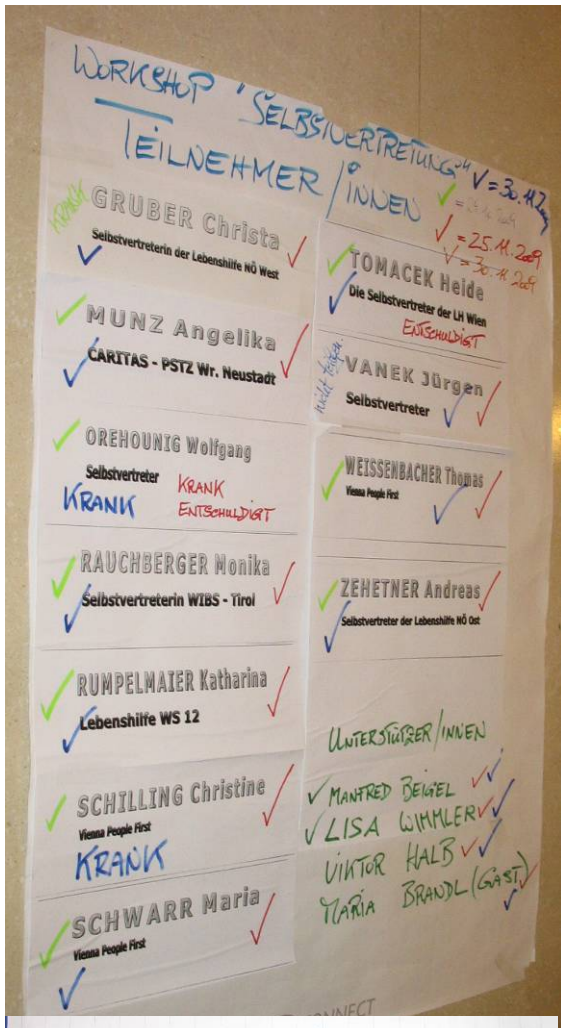 WORKSHOP "SELBSTVERTRETUNG"
TEILNEHMER/INNEN
✓=30.11.
✓=25.11.2009
✓=30.11.2009
KRANK
GRUBER Christa
Selbstvertreterin der Lebenshilfe NÖ West
MUNZ Angelika
CARITAS - PSTZ Wr. Neustadt
OREHOUNIG Wolfgang
Selbstvertreter
KRANK
KRANK
ENTSCHULDIGT
RAUCHBERGER Monika
Selbstvertreterin WIBS - Tirol
RUMPELMAIER Katharina
Lebenshilfe WS 12
SCHILLING Christine
Vienna People First
KRANK
SCHWARR Maria
Vienna People First
TOMACEK Heide
Die Selbstvertreter der LH Wien
ENTSCHULDIGT
nicht
VANEK Jürgen
Selbstvertreter
WEISSENBACHER Thomas
Vienna People First
ZEHETNER Andreas
Selbstvertreter der Lebenshilfe NÖ Ost
UNTERSTÜTZER/INNEN
✓ MANFRED BEIGEL ✓✓
✓ LISA WIMMLER ✓✓
VIKTOR HALB ✓✓
MARIA BRANDL (GAST) ✓✓
CONNECT